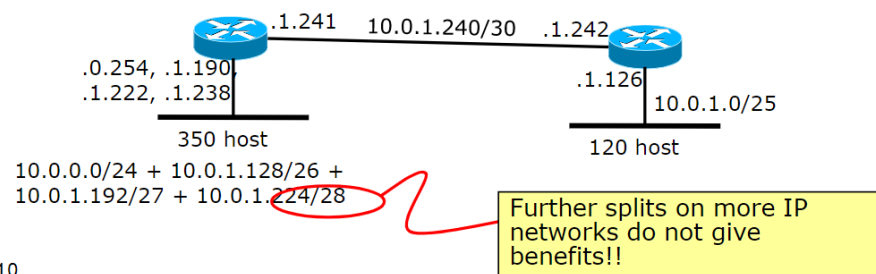 .1.241
10.0.1.240/30
.1.242
.0.254, .1.190,
.1.222, .1.238
.1.126
10.0.1.0/25
350 host
120 host
10.0.0.0/24 + 10.0.1.128/26 +
10.0.1.192/27 + 10.0.1.224/28
Further splits on more IP
networks do not give
benefits!!
10